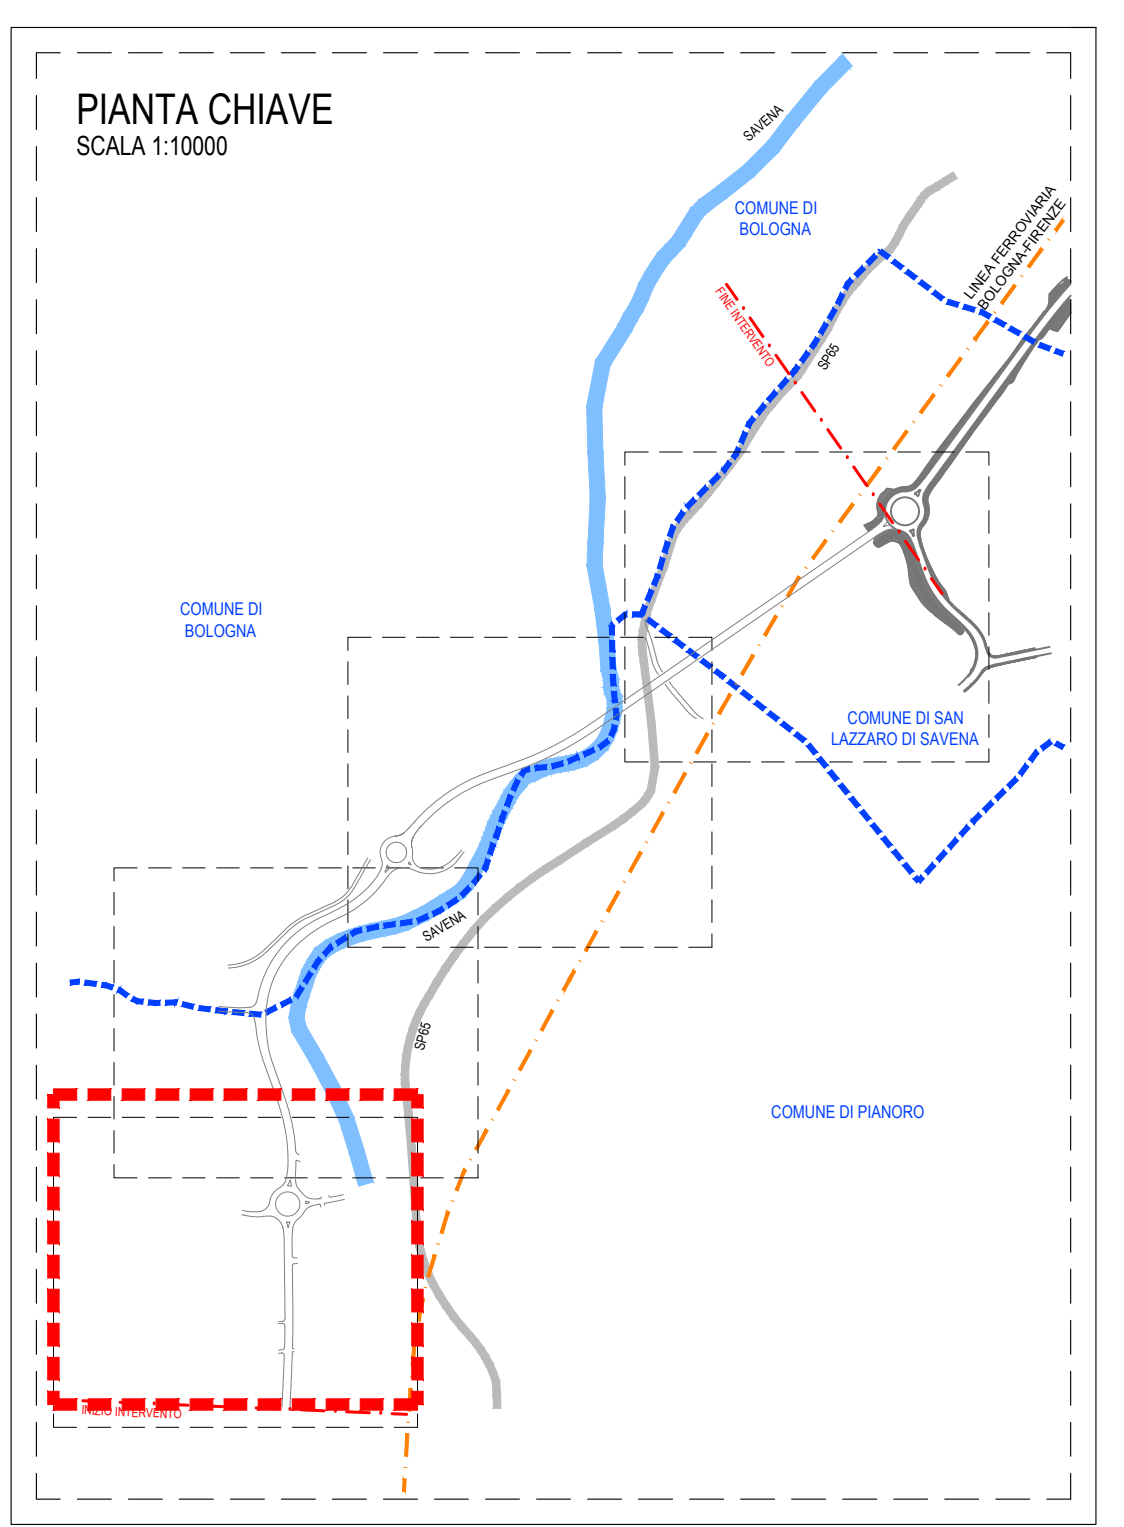 PIANTA CHIAVE
SCALA 1:10000
SAVENA
COMUNE DI
BOLOGNA
LINEA FERROVIARIA
BOLOGNA-FIRENZE
FINE INTERVENTO
SP65
COMUNE DI
BOLOGNA
COMUNE DI SAN
LAZZARO DI SAVENA
SAVENA
SP65
COMUNE DI PIANORO
INIZIO INTERVENTO